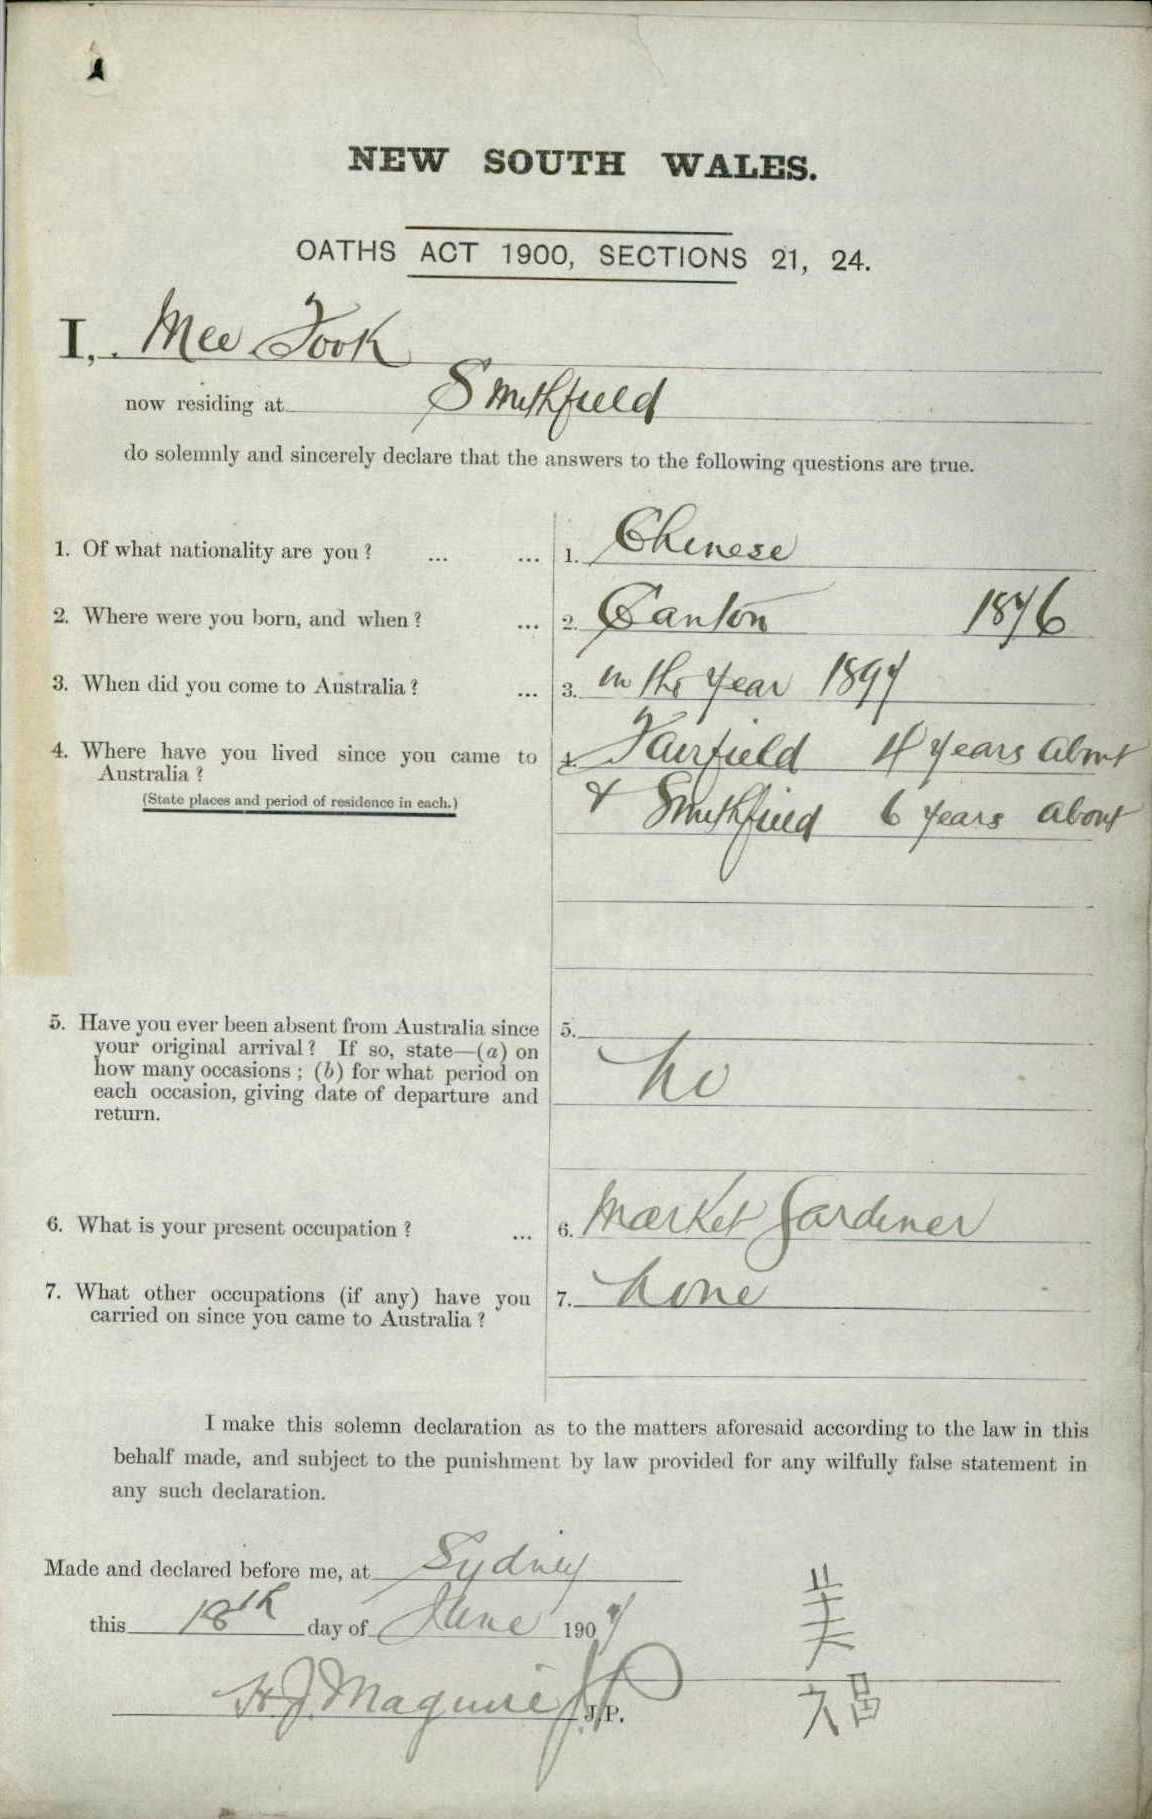 NEW SOUTH WALES.
OATHS ACT 1900, SECTIONS 21, 24.
I, Mee Fook
now residing at Smithfield
do solemnly and sincerely declare that the answers to the following questions are true.
1. Of what nationality are you? ... ... 1. Chinese
2. Where were you born, and when? ... 2. Canton 1876
3. When did you come to Australia? ... 3. in the year 1897
4. Where have you lived since you came to 4. Fairfield 4 years about
Australia?
(State places and period of residence in each.)
& Smithfield 6 years about
5. Have you ever been absent from Australia since 5.
your original arrival? If so, state—(a) on
how many occasions; (b) for what period on
each occasion, giving date of departure and
return.
no
6. What is your present occupation? ... 6. Market Gardener
7. What other occupations (if any) have you 7. none
carried on since you came to Australia?
I make this solemn declaration as to the matters aforesaid according to the law in this
behalf made, and subject to the punishment by law provided for any wilfully false statement in
any such declaration.
Made and declared before me, at Sydney
this 18th day of June 1907
H. J. Maguire J.P. J.P.
美
福